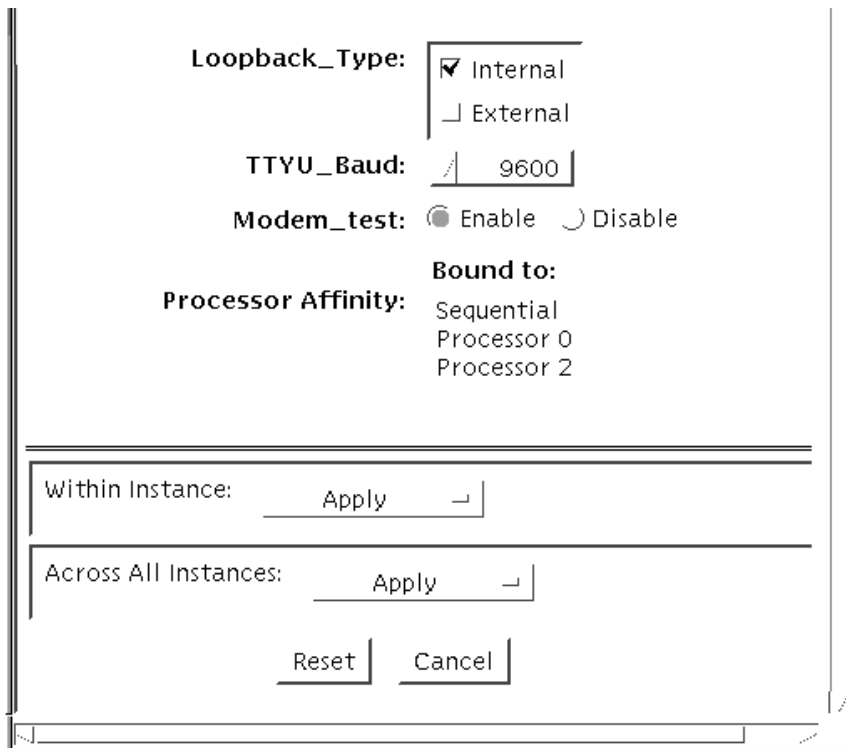 Loopback_Type: Internal
External
TTYU_Baud: 9600
Modem_test: Enable Disable
Bound to:
Processor Affinity: Sequential
Processor 0
Processor 2
Within Instance: Apply
Across All Instances: Apply
Reset Cancel